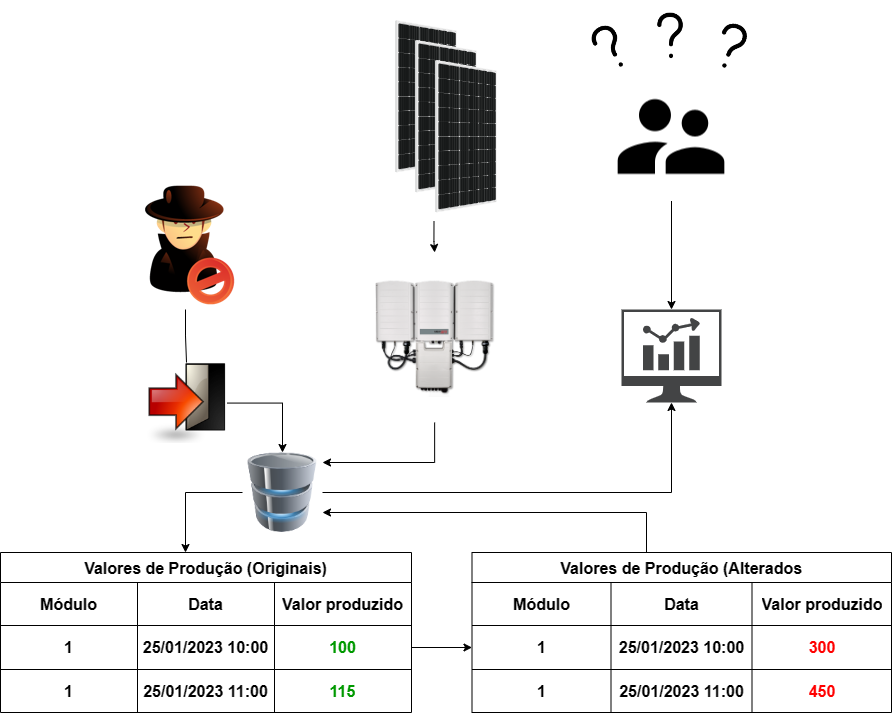 ? ? ?
Valores de Produção (Originais)
Módulo Data Valor produzido
1 25/01/2023 10:00 100
1 25/01/2023 11:00 115
Valores de Produção (Alterados
Módulo Data Valor produzido
1 25/01/2023 10:00 300
1 25/01/2023 11:00 450